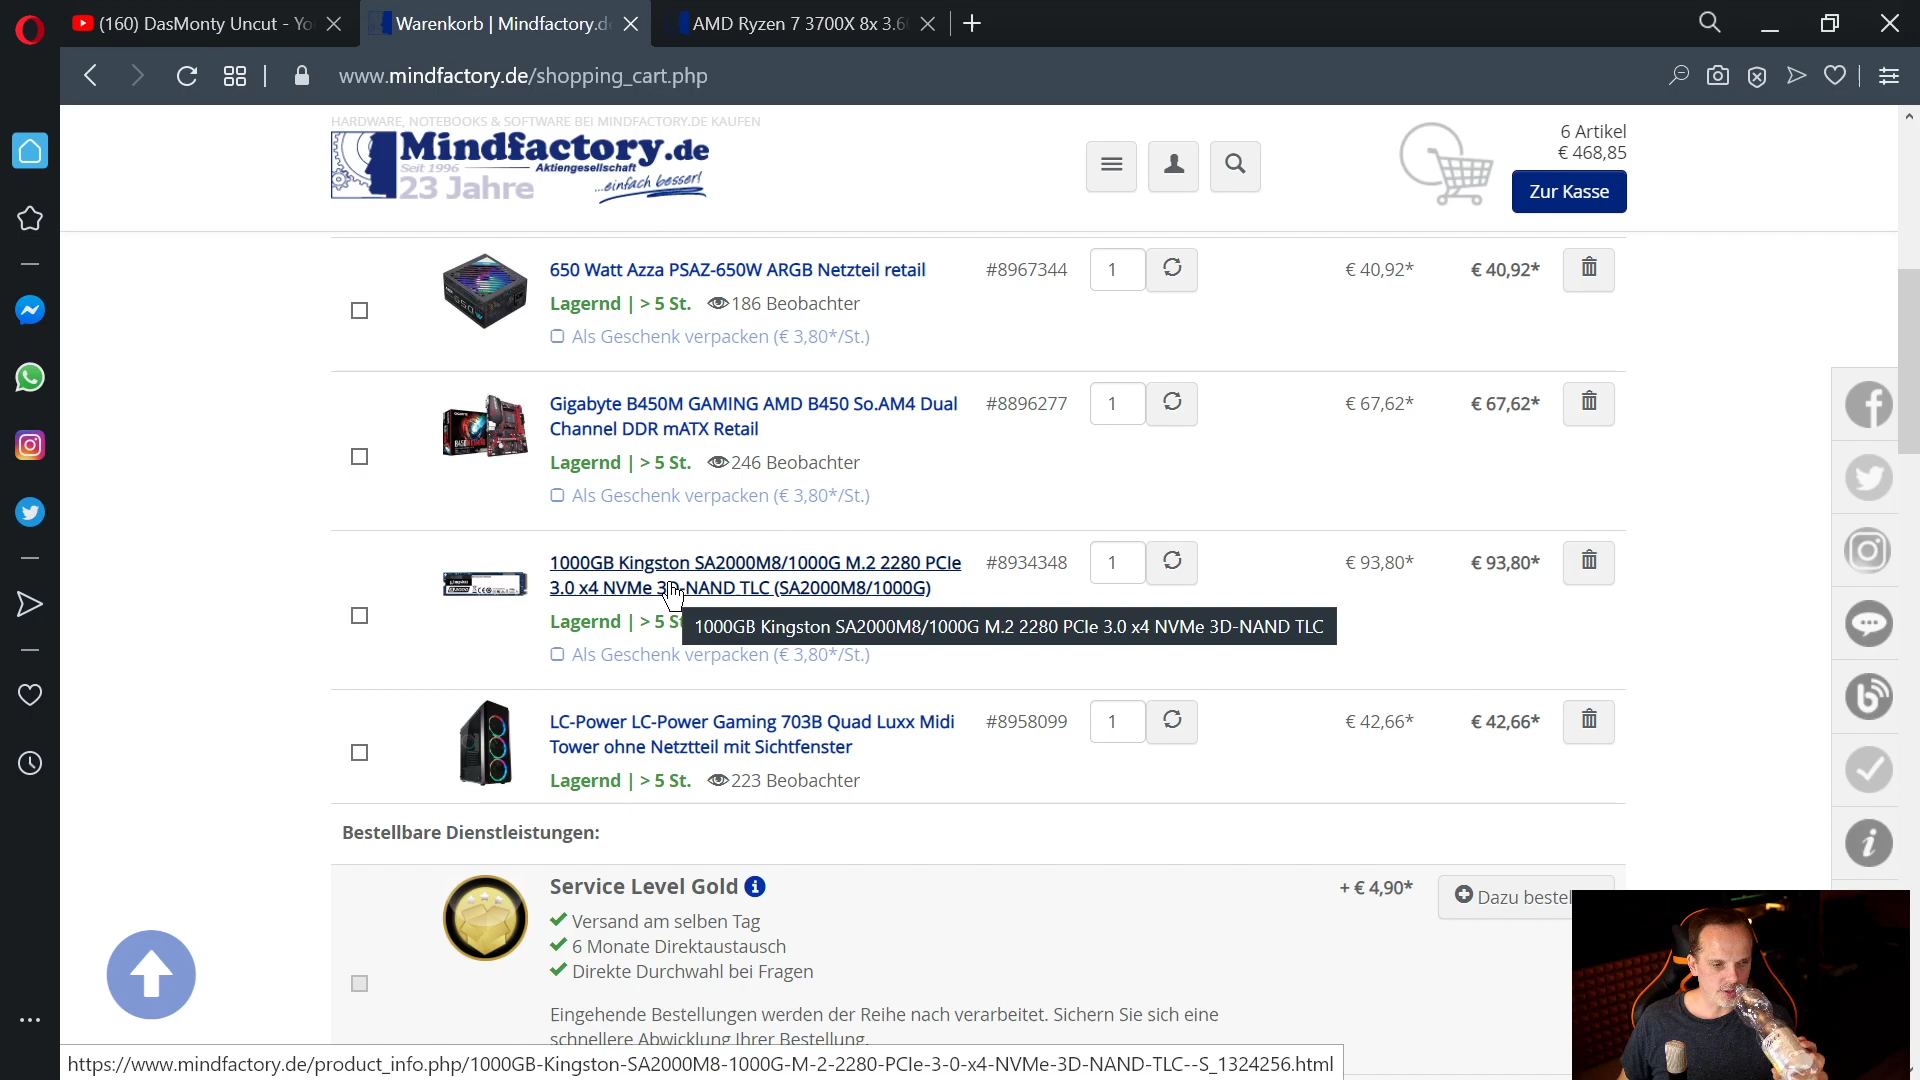 (160) DasMonty Uncut - Yo
Warenkorb | Mindfactory.d
AMD Ryzen 7 3700X 8x 3.6
www.mindfactory.de/shopping_cart.php
HARDWARE, NOTEBOOKS & SOFTWARE BEI MINDFACTORY.DE KAUFEN
Mindfactory.de
Seit 1996
Aktiengesellschaft
23 Jahre
...einfach besser!
6 Artikel
€ 468,85
Zur Kasse
650 Watt Azza PSAZ-650W ARGB Netzteil retail
#8967344
1
€ 40,92*
€ 40,92*
Lagernd | > 5 St. 186 Beobachter
Als Geschenk verpacken (€ 3,80*/St.)
Gigabyte B450M GAMING AMD B450 So.AM4 Dual
Channel DDR mATX Retail
#8896277
1
€ 67,62*
€ 67,62*
Lagernd | > 5 St. 246 Beobachter
Als Geschenk verpacken (€ 3,80*/St.)
1000GB Kingston SA2000M8/1000G M.2 2280 PCIe
3.0 x4 NVMe 3D-NAND TLC (SA2000M8/1000G)
#8934348
1
€ 93,80*
€ 93,80*
Lagernd | > 5 St
1000GB Kingston SA2000M8/1000G M.2 2280 PCIe 3.0 x4 NVMe 3D-NAND TLC
Als Geschenk verpacken (€ 3,80*/St.)
LC-Power LC-Power Gaming 703B Quad Luxx Midi
Tower ohne Netztteil mit Sichtfenster
#8958099
1
€ 42,66*
€ 42,66*
Lagernd | > 5 St. 223 Beobachter
Bestellbare Dienstleistungen:
Service Level Gold
+ € 4,90*
Dazu bestel
Versand am selben Tag
6 Monate Direktaustausch
Direkte Durchwahl bei Fragen
Eingehende Bestellungen werden der Reihe nach verarbeitet. Sichern Sie sich eine
schnellere Abwicklung Ihrer Bestellung.
https://www.mindfactory.de/product_info.php/1000GB-Kingston-SA2000M8-1000G-M-2-2280-PCIe-3-0-x4-NVMe-3D-NAND-TLC--S_1324256.html